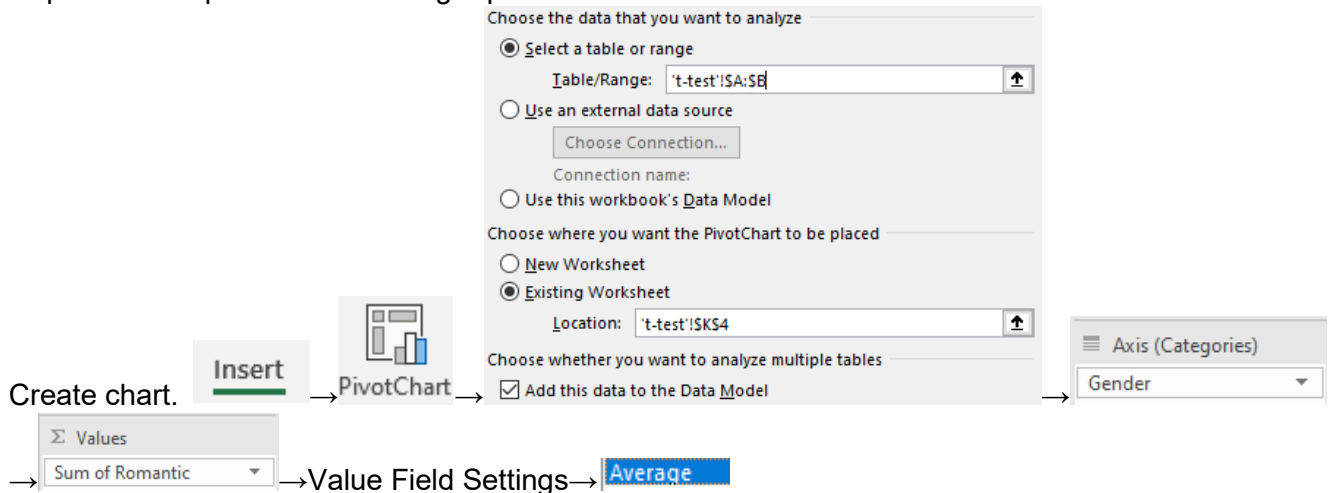 Choose the data that you want to analyze
Select a table or range
Table/Range: 't-test'!$A:$B
Use an external data source
Choose Connection...
Connection name:
Use this workbook's Data Model
Choose where you want the PivotChart to be placed
New Worksheet
Existing Worksheet
Location: 't-test'!$K$4
Choose whether you want to analyze multiple tables
Add this data to the Data Model
Create chart. Insert →PivotChart→ → Axis (Categories)
Gender
Σ Values
→ Sum of Romantic →Value Field Settings→ Average